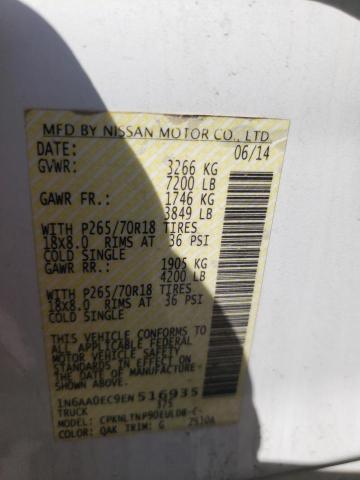 MFD BY NISSAN MOTOR CO., LTD.
DATE: 06/14
GVWR: 3266 KG
7200 LB
GAWR FR.: 1746 KG
3849 LB
WITH P265/70R18 TIRES
18x8.0 RIMS AT 36 PSI
COLD SINGLE
GAWR RR.: 1905 KG
4200 LB
WITH P265/70R18 TIRES
18x8.0 RIMS AT 36 PSI
COLD SINGLE
THIS VEHICLE CONFORMS TO
ALL APPLICABLE FEDERAL
MOTOR VEHICLE SAFETY
STANDARDS IN EFFECT ON
THE DATE OF MANUFACTURE
SHOWN ABOVE
1N6AA0EC9EN516935
TRUCK
MODEL:
COLOR: QAK TRIM: G